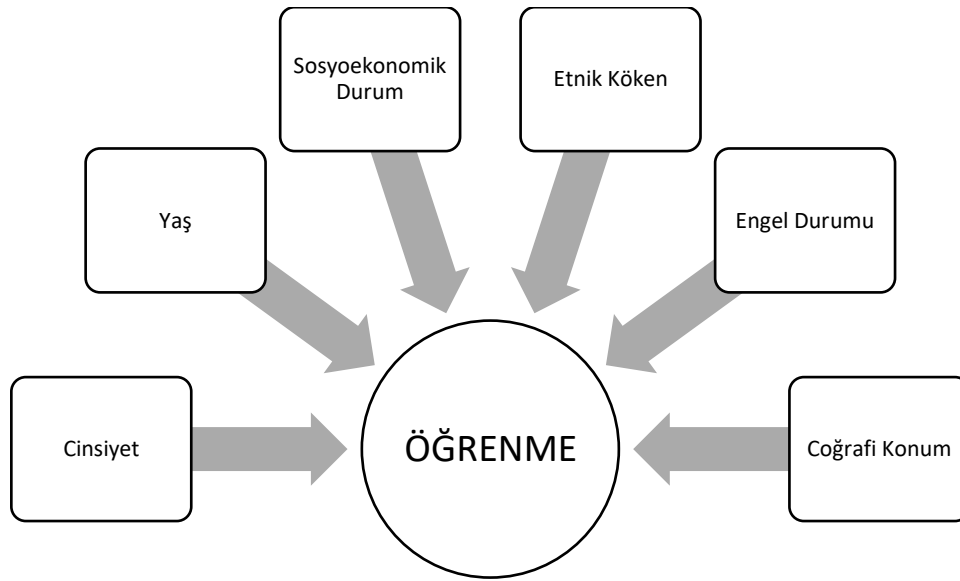 Sosyoekonomik
Durum
Etnik Köken
Yaş
Engel Durumu
Cinsiyet
ÖĞRENME
Coğrafi Konum